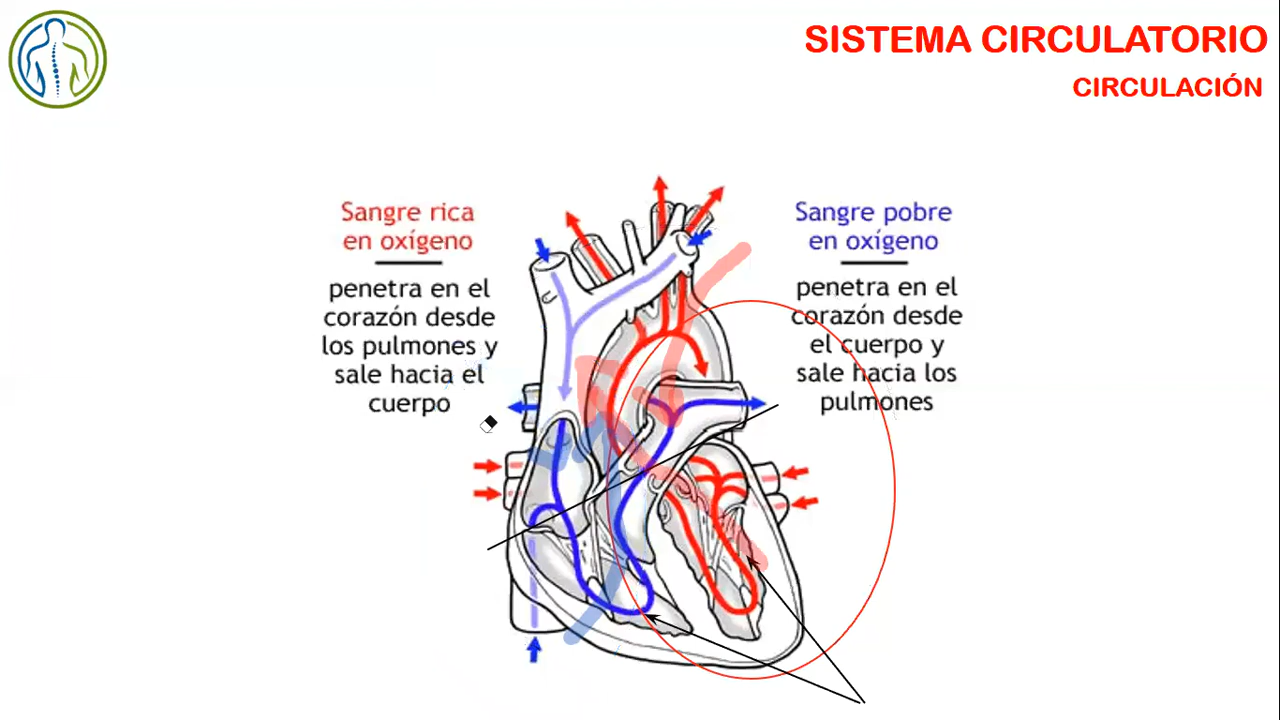 SISTEMA CIRCULATORIO
CIRCULACIÓN
Sangre rica
en oxígeno
penetra en el
corazón desde
los pulmones y
sale hacia el
cuerpo
Sangre pobre
en oxígeno
penetra en el
corazón desde
el cuerpo y
sale hacia los
pulmones